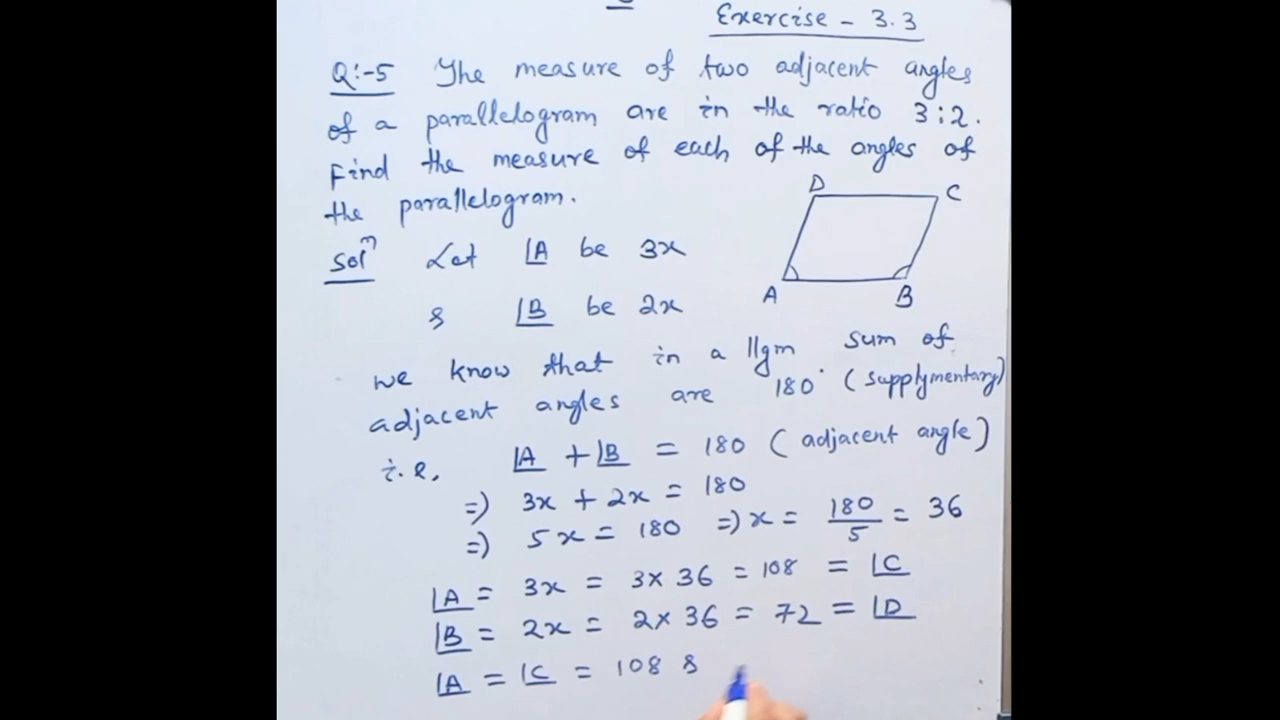 Exercise - 3.3
Q:-5 The measure of two adjacent angles
of a parallelogram are in the ratio 3:2.
Find the measure of each of the angles of
the parallelogram.
D C
Solⁿ Let ∠A be 3x
A B
& ∠B be 2x
we know that in a llgm sum of
adjacent angles are 180° (supplymentary)
i.e, ∠A + ∠B = 180 (adjacent angle)
=) 3x + 2x = 180
=) 5x = 180 =) x = 180/5 = 36
∠A = 3x = 3x 36 = 108 = ∠C
∠B = 2x = 2x 36 = 72 = ∠D
∠A = ∠C = 108 &